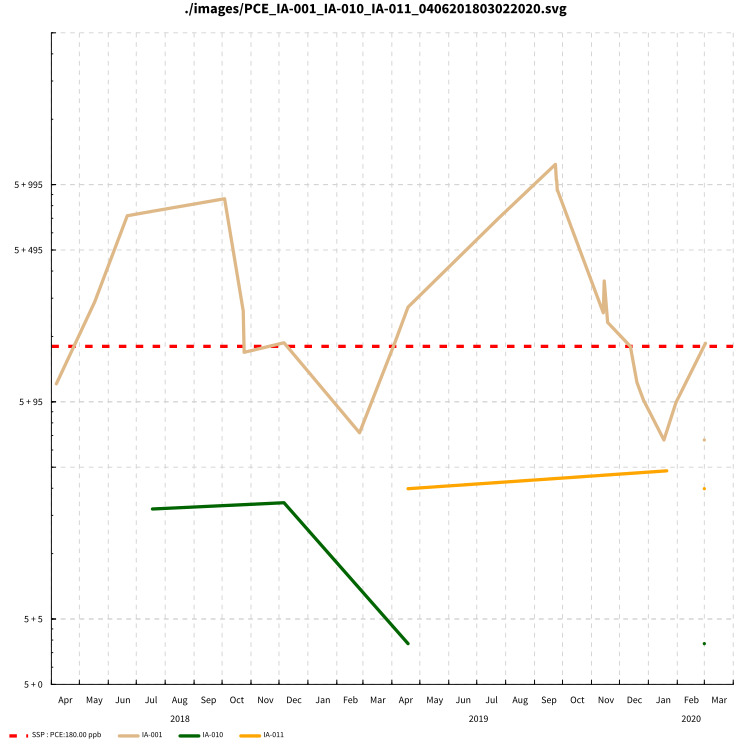 ./images/PCE_IA-001_IA-010_IA-011_0406201803022020.svg
5 + 995
5 + 495
5 + 95
5 + 5
5 + 0
Apr May Jun Jul Aug Sep Oct Nov Dec Jan Feb Mar Apr May Jun Jul Aug Sep Oct Nov Dec Jan Feb Mar
2018 2019 2020
SSP : PCE:180.00 ppb IA-001 IA-010 IA-011